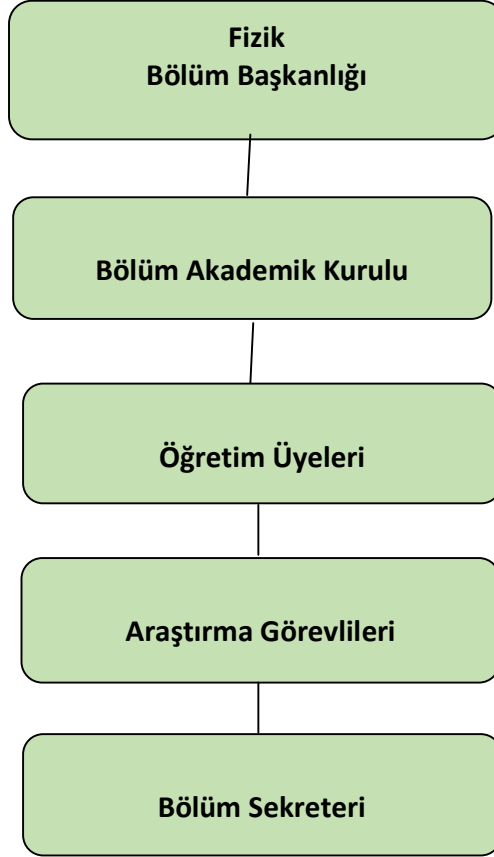 Fizik
Bölüm Başkanlığı
Bölüm Akademik Kurulu
Öğretim Üyeleri
Araştırma Görevlileri
Bölüm Sekreteri